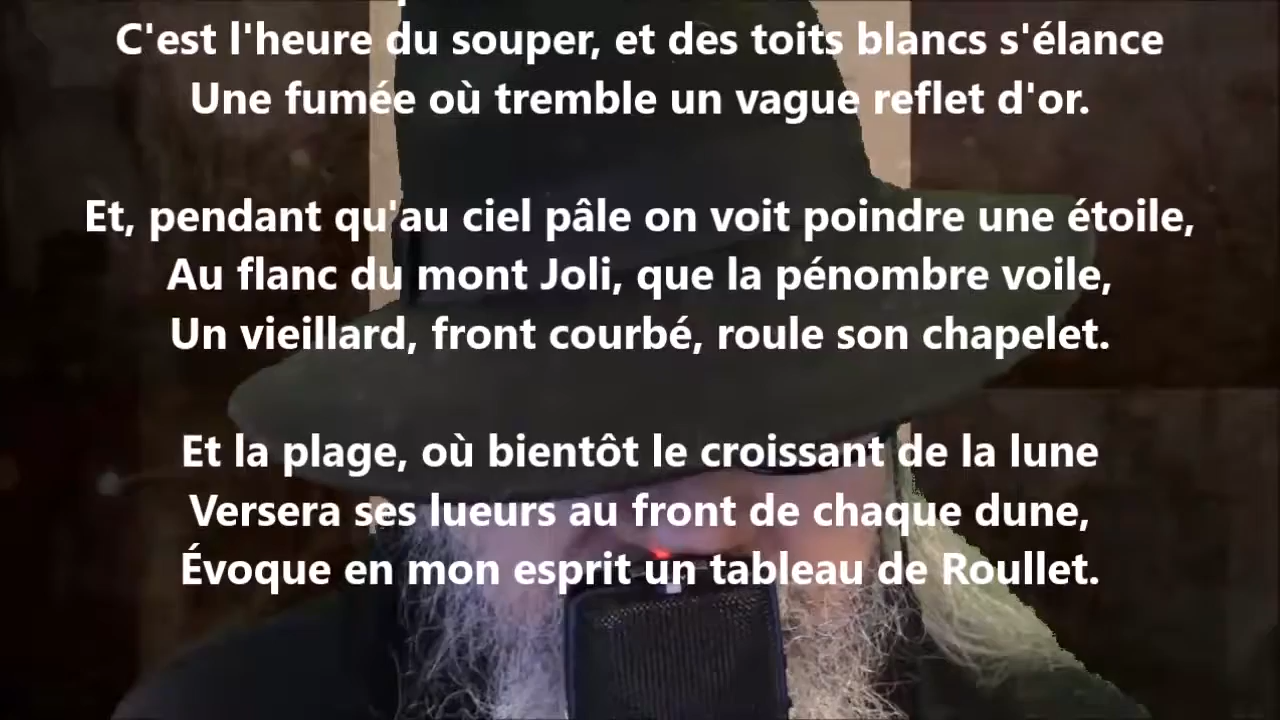 C'est l'heure du souper, et des toits blancs s'élance
Une fumée où tremble un vague reflet d'or.
Et, pendant qu'au ciel pâle on voit poindre une étoile,
Au flanc du mont Joli, que la pénombre voile,
Un vieillard, front courbé, roule son chapelet.
Et la plage, où bientôt le croissant de la lune
Versera ses lueurs au front de chaque dune,
Évoque en mon esprit un tableau de Roullet.